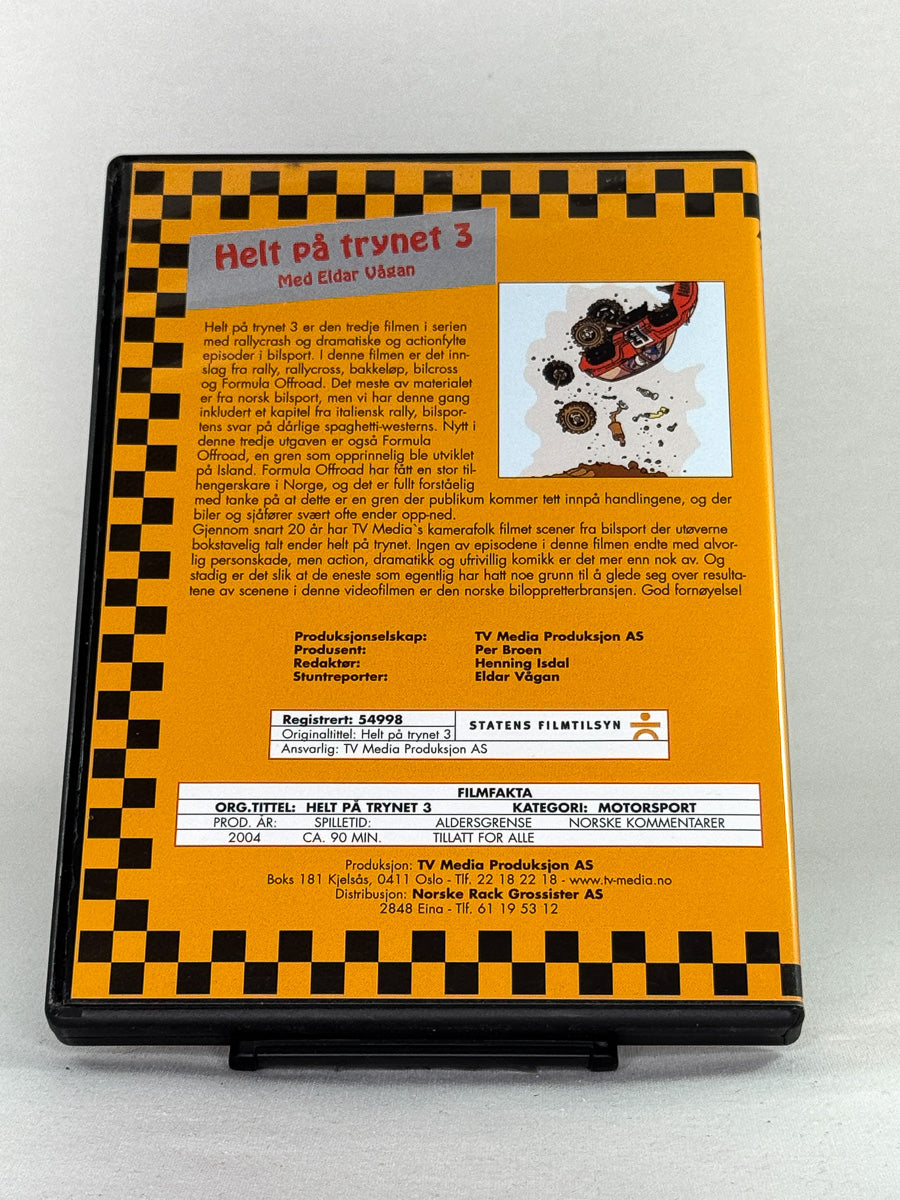 Helt på trynet 3
Med Eldar Vågan
Helt på trynet 3 er den tredje filmen i serien
med rallycrash og dramatiske og actionfylte
episoder i bilsport. I denne filmen er det inn-
slag fra rally, rallycross, bakkeløp, bilcross
og Formula Offroad. Det meste av materialet
er fra norsk bilsport, men vi har denne gang
inkludert et kapitel fra italiensk rally, bilspor-
tens svar på dårlige spaghetti-westerns. Nytt i
denne tredje utgaven er også Formula
Offroad, en gren som opprinnelig ble utviklet
på Island. Formula Offroad har fått en stor til-
hengerskare i Norge, og det er fullt forståelig
med tanke på at dette er en gren der publikum kommer tett innpå handlingene, og der
biler og sjåfører svært ofte ender opp-ned.
Gjennom snart 20 år har TV Media`s kamerafolk filmet scener fra bilsport der utøverne
bokstavelig talt ender helt på trynet. Ingen av episodene i denne filmen endte med alvor-
lig personskade, men action, dramatikk og ufrivillig komikk er det mer enn nok av. Og
stadig er det slik at de eneste som egentlig har hatt noe grunn til å glede seg over resulta-
tene av scenene i denne videofilmen er den norske biloppretterbransjen. God fornøyelse!
Produksjonselskap: TV Media Produksjon AS
Produsent: Per Broen
Redaktør: Henning Isdal
Stuntreporter: Eldar Vågan
Registrert: 54998
STATENS FILMTILSYN
Originaltittel: Helt på trynet 3
Ansvarlig: TV Media Produksjon AS
FILMFAKTA
ORG.TITTEL: HELT PÅ TRYNET 3 KATEGORI: MOTORSPORT
PROD. ÅR: SPILLETID: ALDERSGRENSE NORSKE KOMMENTARER
2004 CA. 90 MIN. TILLATT FOR ALLE
Produksjon: TV Media Produksjon AS
Boks 181 Kjelsås, 0411 Oslo - Tlf. 22 18 22 18 - www.tv-media.no
Distribusjon: Norske Rack Grossister AS
2848 Eina - Tlf. 61 19 53 12